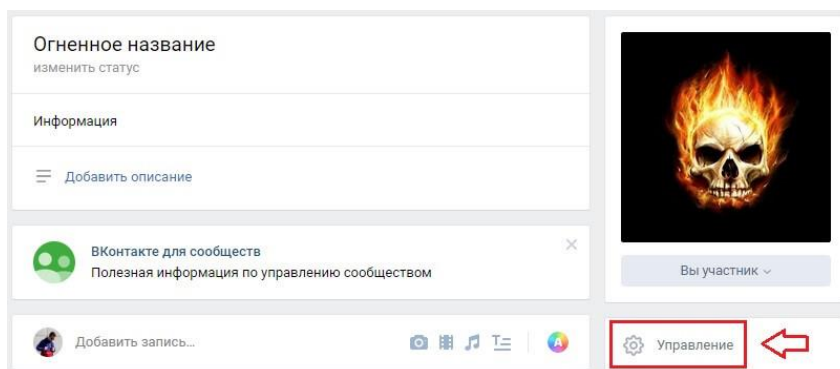 Огненное название
изменить статус
Информация
Добавить описание
ВКонтакте для сообществ
Полезная информация по управлению сообществом
Добавить запись...
Вы участник
Управление